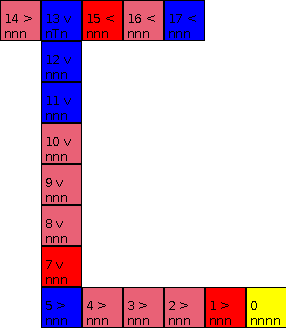 14 > 13 v 15 < 16 < 17 <
nnn nnn nnn nnn nnn
12 v
nnn
11 v
nnn
10 v
nnn
9 v
nnn
8 v
nnn
7 v
nnn
5 > 4 > 3 > 2 > 1 > 0
nnn nnn nnn nnn nnn nnnn